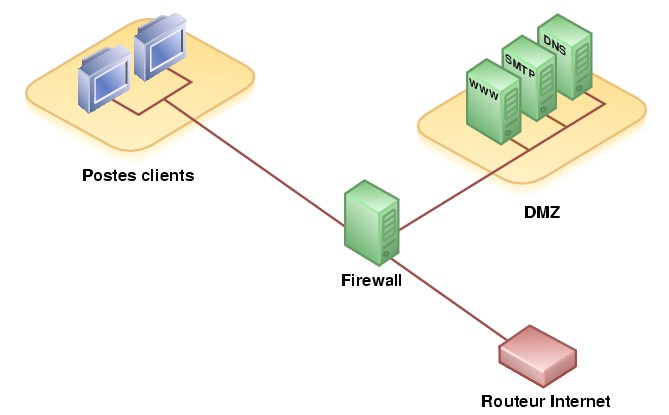 DNS
SMTP
WWW
Postes clients
DMZ
Firewall
Routeur Internet